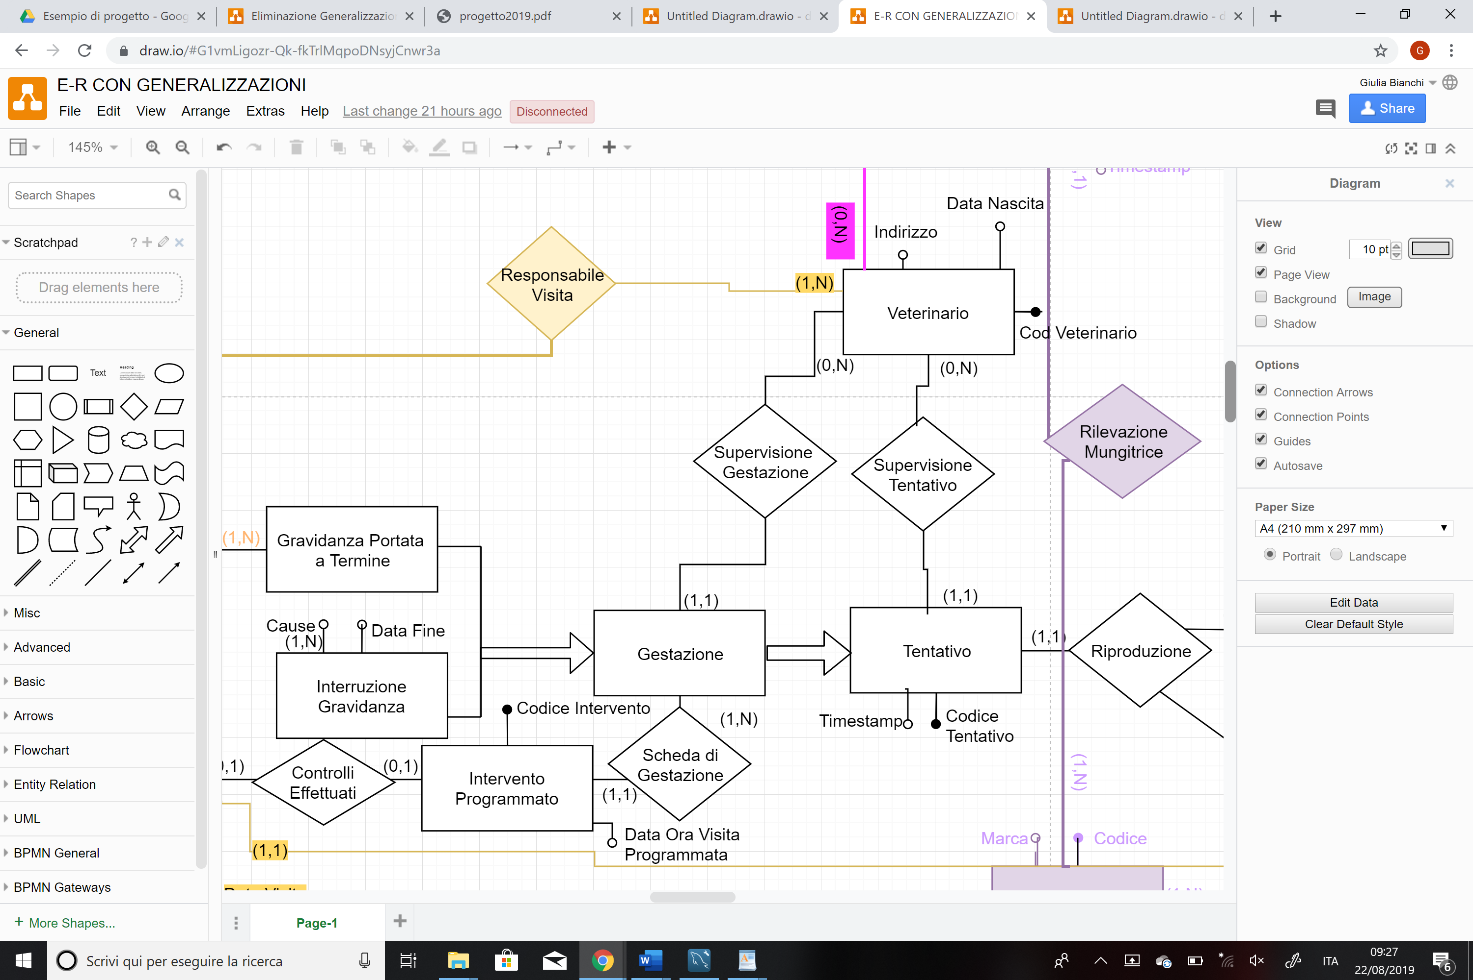 Esempio di progetto - Goog
Eliminazione Generalizzazio
progetto2019.pdf
Untitled Diagram.drawio - d
E-R CON GENERALIZZAZIO
Untitled Diagram.drawio - d
draw.io/#G1vmLigozr-Qk-fkTrlMqpoDNsyjCnwr3a
G
E-R CON GENERALIZZAZIONI
Giulia Bianchi
File Edit View Arrange Extras Help Last change 21 hours ago Disconnected
Share
145%
Search Shapes
Scratchpad
?
Drag elements here
General
Text
Heading
Misc
Advanced
Basic
Arrows
Flowchart
Entity Relation
UML
BPMN General
BPMN Gateways
+ More Shapes...
Timestamp
,1)
Data Nascita
(0,N)
Indirizzo
Responsabile
Visita
(1,N)
Veterinario
Cod Veterinario
(0,N)
(0,N)
Supervisione
Gestazione
Supervisione
Tentativo
Rilevazione
Mungitrice
(1,N)
Gravidanza Portata
a Termine
(1,1)
(1,1)
Cause
(1,N)
Data Fine
Interruzione
Gravidanza
Gestazione
Tentativo
(1,1)
Riproduzione
Codice Intervento
(1,N)
Timestamp
Codice
Tentativo
,1)
Controlli
Effettuati
(0,1)
Intervento
Programmato
Scheda di
Gestazione
(1,1)
(1,N)
Data Ora Visita
Programmata
(1,1)
Marca
Codice
Page-1
Diagram
View
Grid
10 pt
Page View
Background
Image
Shadow
Options
Connection Arrows
Connection Points
Guides
Autosave
Paper Size
A4 (210 mm x 297 mm)
Portrait
Landscape
Edit Data
Clear Default Style
Scrivi qui per eseguire la ricerca
ITA
09:27
22/08/2019
6